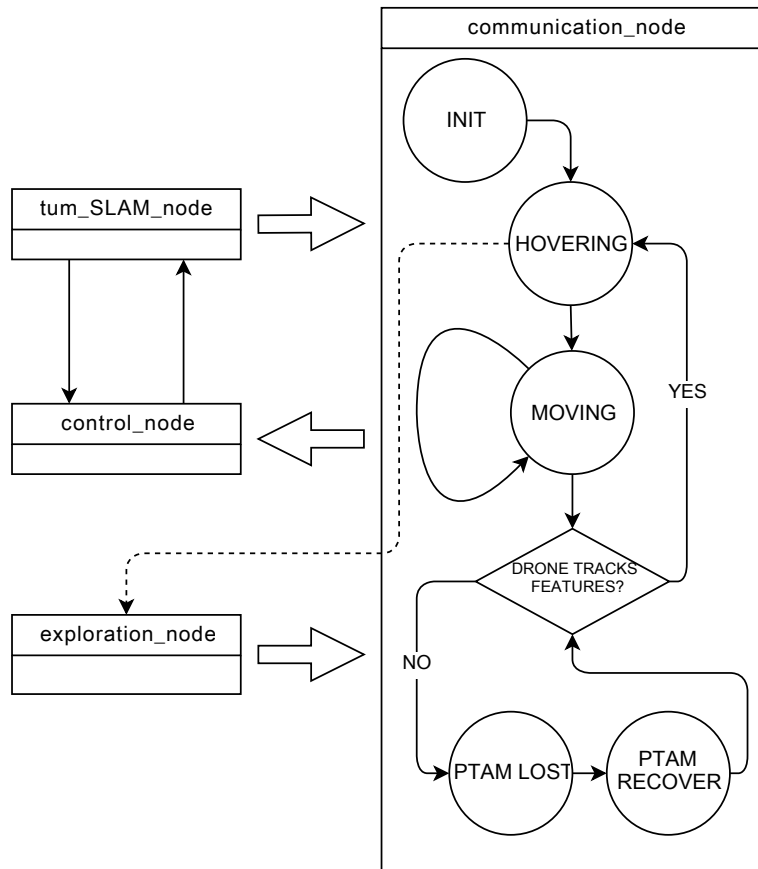 communication_node
INIT
tum_SLAM_node
HOVERING
control_node
MOVING
YES
DRONE TRACKS
FEATURES?
exploration_node
NO
PTAM LOST
PTAM
RECOVER